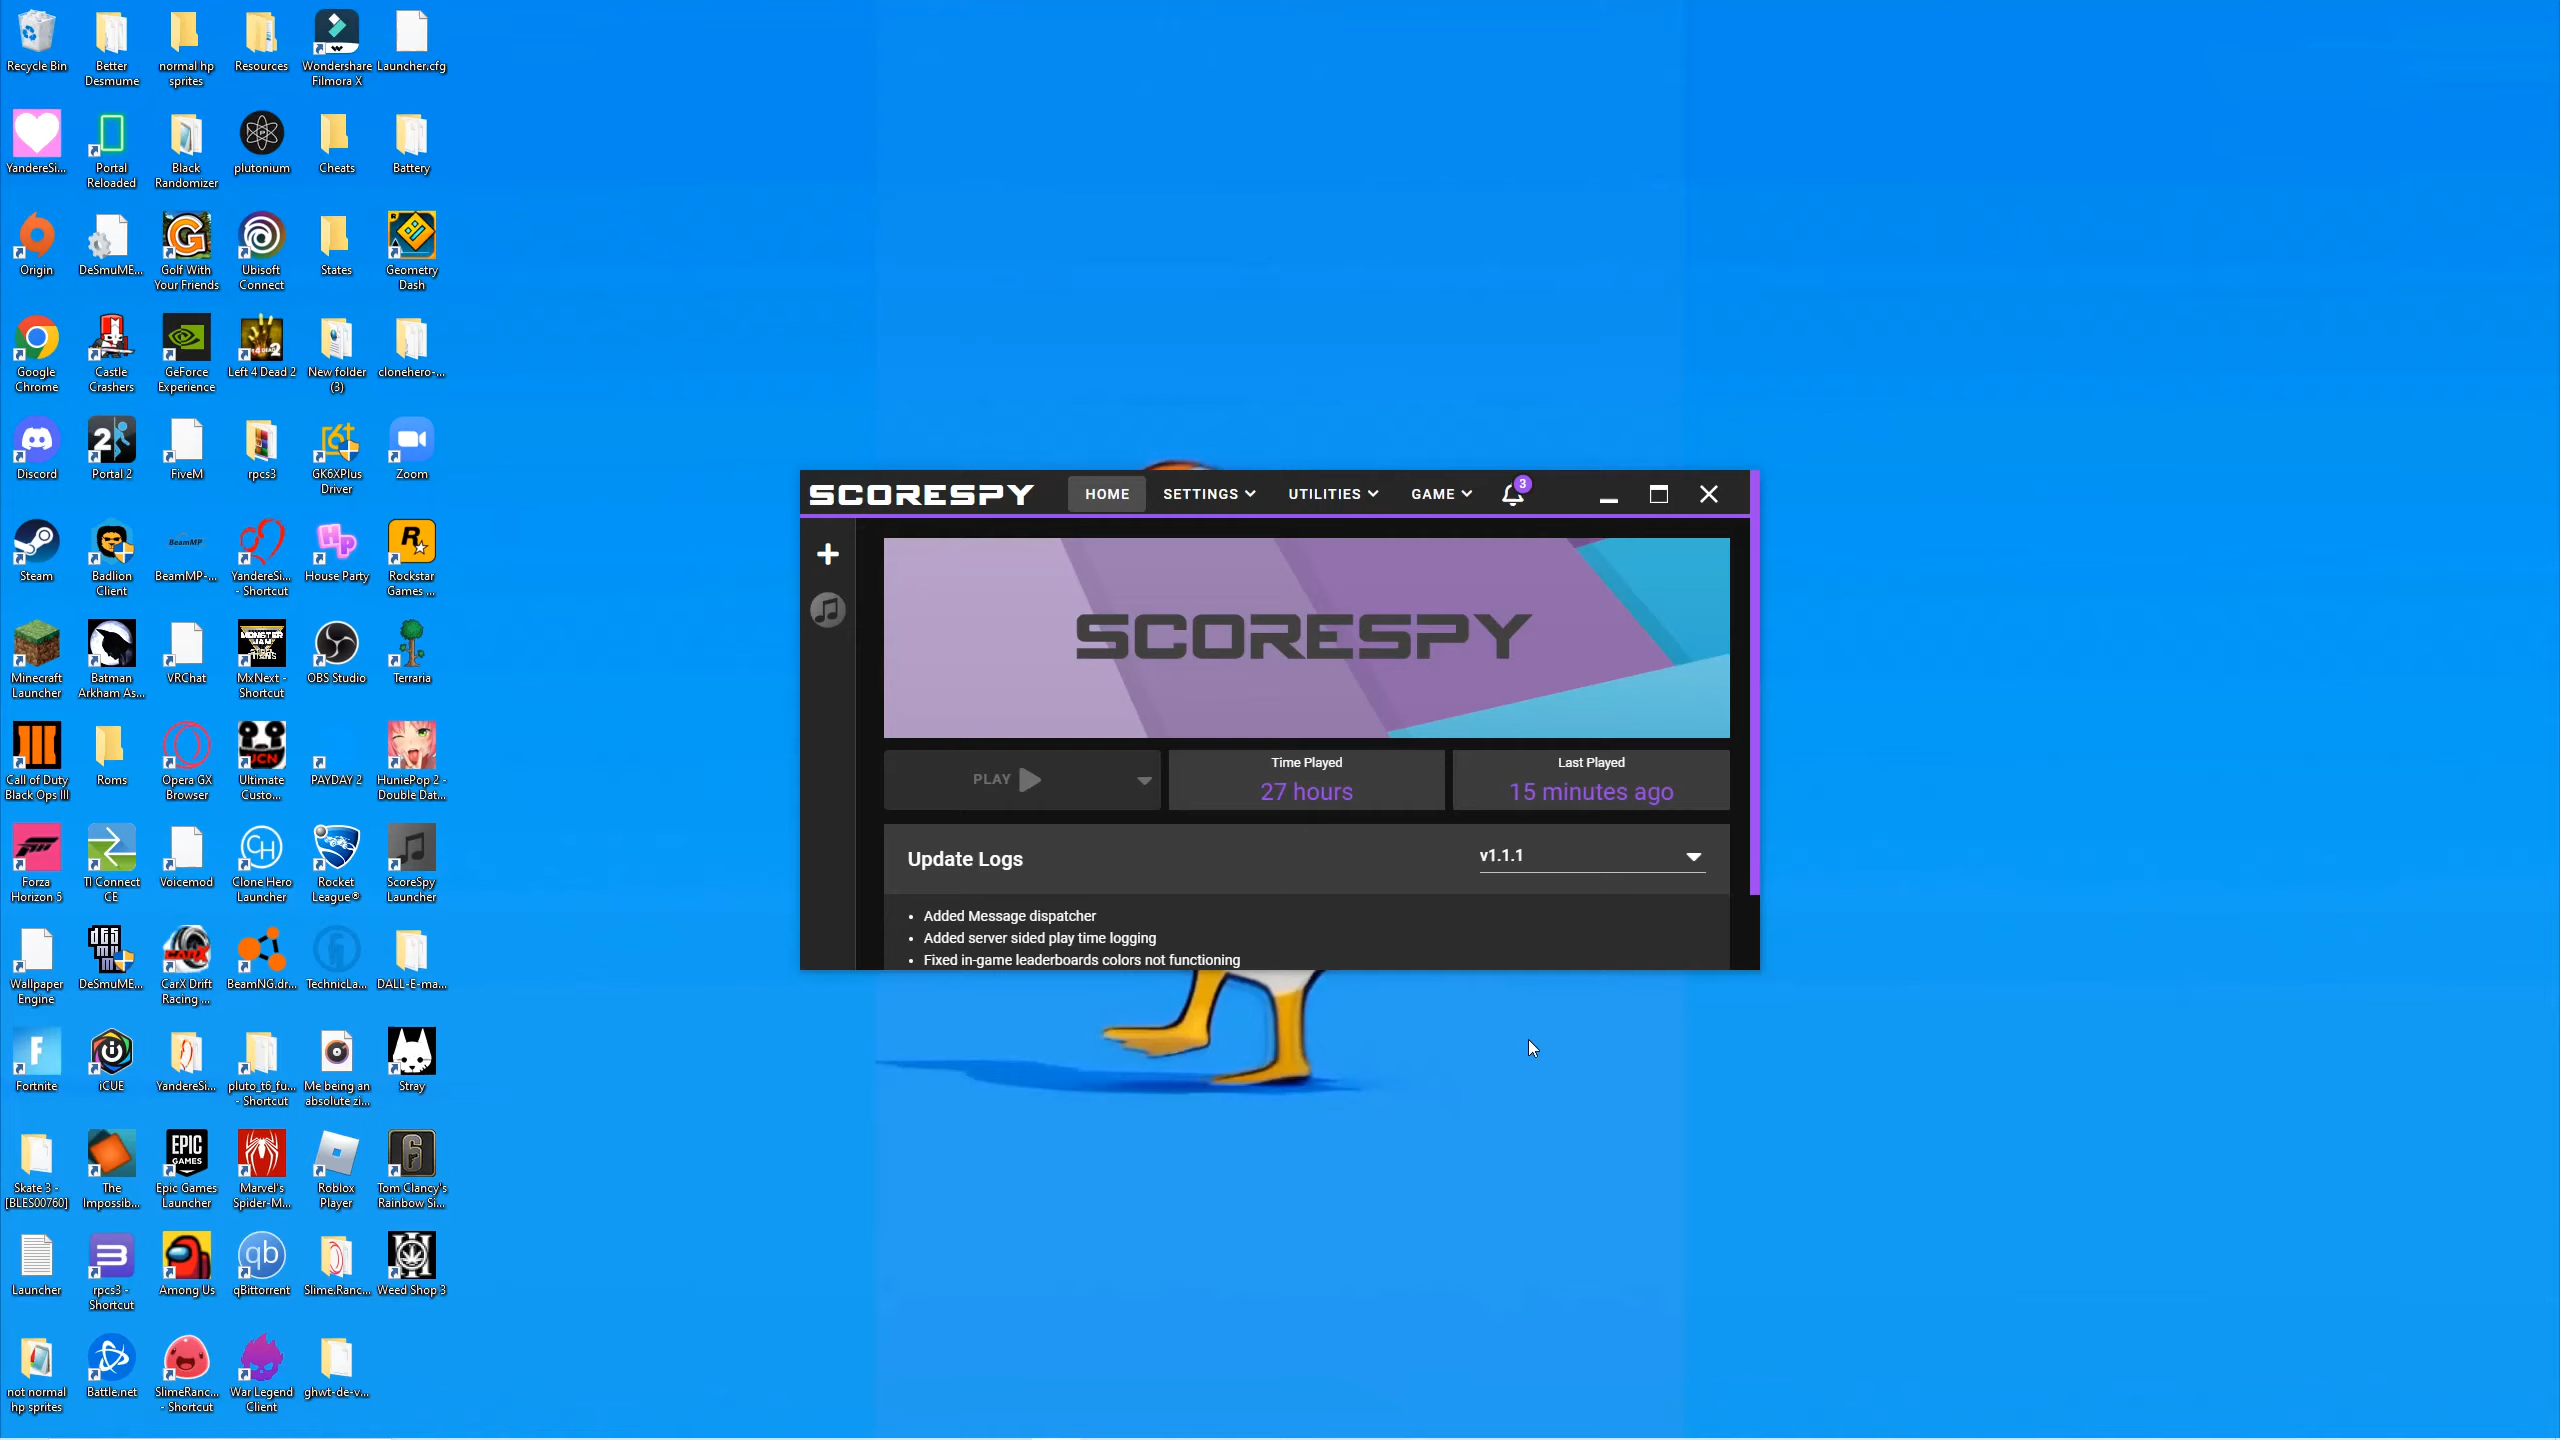 Recycle Bin
Better
Desmume
normal hp
sprites
Resources
Wondershare
Filmora X
Launcher.cfg
YandereSi...
Portal
Reloaded
Black
Randomizer
plutonium
Cheats
Battery
Origin
DeSmuME...
Golf With
Your Friends
Ubisoft
Connect
States
Geometry
Dash
Google
Chrome
Castle
Crashers
GeForce
Experience
Left 4 Dead 2
New folder
(3)
clonehero-...
Discord
Portal 2
FiveM
rpcs3
GK6XPlus
Driver
Zoom
Steam
Badlion
Client
BeamMP
BeamMP-...
YandereSi...
- Shortcut
HP
House Party
Rockstar
Games ...
Minecraft
Launcher
Batman
Arkham As...
VRChat
MxNext -
Shortcut
OBS Studio
Terraria
Call of Duty
Black Ops III
Roms
Opera GX
Browser
UCN
Ultimate
Custo...
PAYDAY 2
HuniePop 2 -
Double Dat...
Forza
Horizon 5
TI Connect
CE
Voicemod
CH
Clone Hero
Launcher
Rocket
League®
ScoreSpy
Launcher
Wallpaper
Engine
DeSmuME...
CarX Drift
Racing ...
BeamNG.dr...
TechnicLa...
DALL-E-ma...
Fortnite
iCUE
YandereSi...
pluto_t6_fu...
- Shortcut
Me being an
absolute zi...
Stray
Skate 3 -
[BLES00760]
The
Impossib...
EPIC
GAMES
Epic Games
Launcher
Marvel's
Spider-M...
Roblox
Player
Tom Clancy's
Rainbow Si...
Launcher
rpcs3 -
Shortcut
Among Us
qb
qBittorrent
Slime.Ranc...
Weed Shop 3
not normal
hp sprites
Battle.net
SlimeRanc...
- Shortcut
War Legend
Client
ghwt-de-v...
SCORESPY
HOME
SETTINGS
UTILITIES
GAME
3
SCORESPY
PLAY
Time Played
27 hours
Last Played
15 minutes ago
Update Logs
v1.1.1
• Added Message dispatcher
• Added server sided play time logging
• Fixed in-game leaderboards colors not functioning